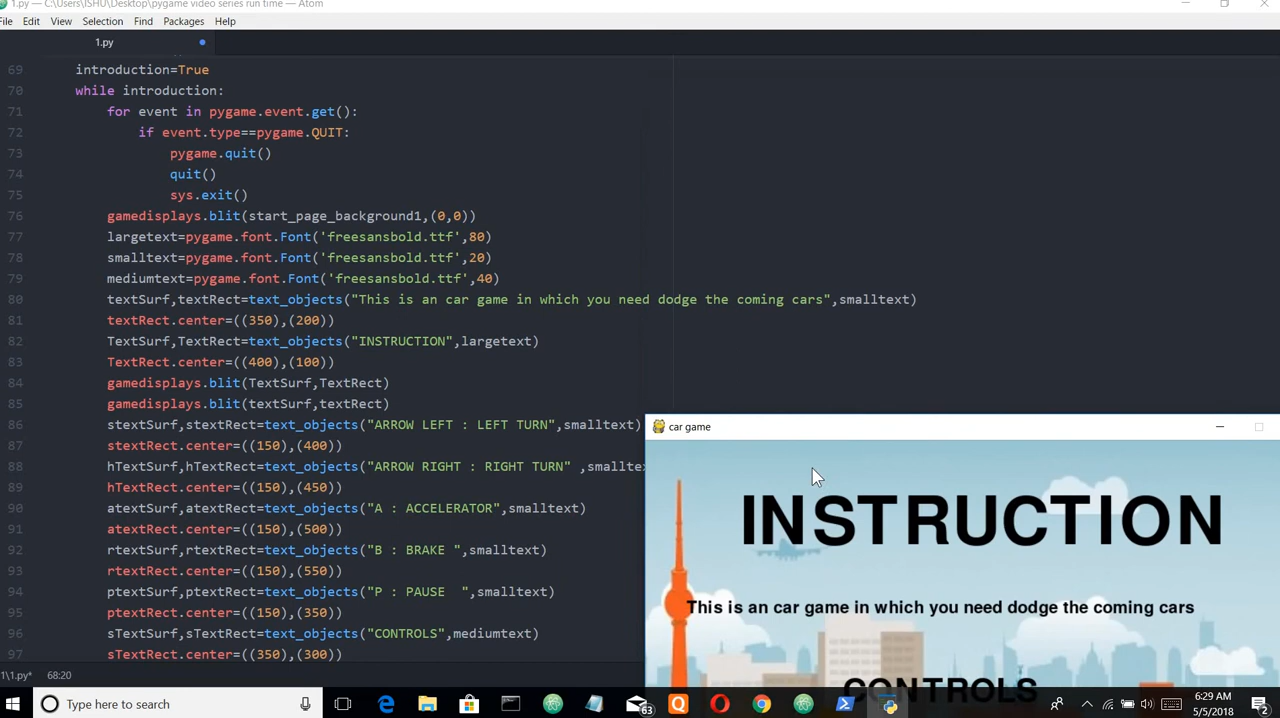 1.py — C:\Users\ISHU\Desktop\pygame video series run time — Atom
File Edit View Selection Find Packages Help
1.py
69 introduction=True
70 while introduction:
71 for event in pygame.event.get():
72 if event.type==pygame.QUIT:
73 pygame.quit()
74 quit()
75 sys.exit()
76 gamedisplays.blit(start_page_background1,(0,0))
77 largetext=pygame.font.Font('freesansbold.ttf',80)
78 smalltext=pygame.font.Font('freesansbold.ttf',20)
79 mediumtext=pygame.font.Font('freesansbold.ttf',40)
80 textSurf,textRect=text_objects("This is an car game in which you need dodge the coming cars",smalltext)
81 textRect.center=((350),(200))
82 TextSurf,TextRect=text_objects("INSTRUCTION",largetext)
83 TextRect.center=((400),(100))
84 gamedisplays.blit(TextSurf,TextRect)
85 gamedisplays.blit(textSurf,textRect)
86 stextSurf,stextRect=text_objects("ARROW LEFT : LEFT TURN",smalltext)
87 stextRect.center=((150),(400))
88 hTextSurf,hTextRect=text_objects("ARROW RIGHT : RIGHT TURN" ,smallte
89 hTextRect.center=((150),(450))
90 atextSurf,atextRect=text_objects("A : ACCELERATOR",smalltext)
91 atextRect.center=((150),(500))
92 rtextSurf,rtextRect=text_objects("B : BRAKE ",smalltext)
93 rtextRect.center=((150),(550))
94 ptextSurf,ptextRect=text_objects("P : PAUSE  ",smalltext)
95 ptextRect.center=((150),(350))
96 sTextSurf,sTextRect=text_objects("CONTROLS",mediumtext)
97 sTextRect.center=((350),(300))
car game
INSTRUCTION
This is an car game in which you need dodge the coming cars
CONTROLS
1\1.py* 68:20
Type here to search
63
6:29 AM
5/5/2018
2